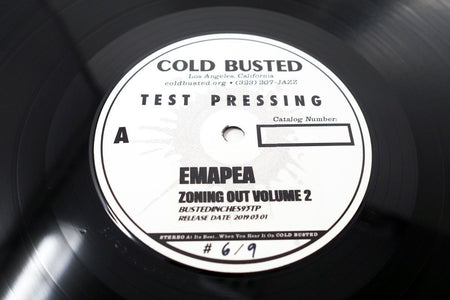 COLD BUSTED
Los Angeles, California
coldbusted.org • (323) 207-JAZZ
TEST PRESSING
Catalog Number:
A
EMAPEA
ZONING OUT VOLUME 2
BUSTEDINCHES93TP
RELEASE DATE: 2019.03.01
STEREO At Its Best...When You Hear It On COLD BUSTED
# 6/9